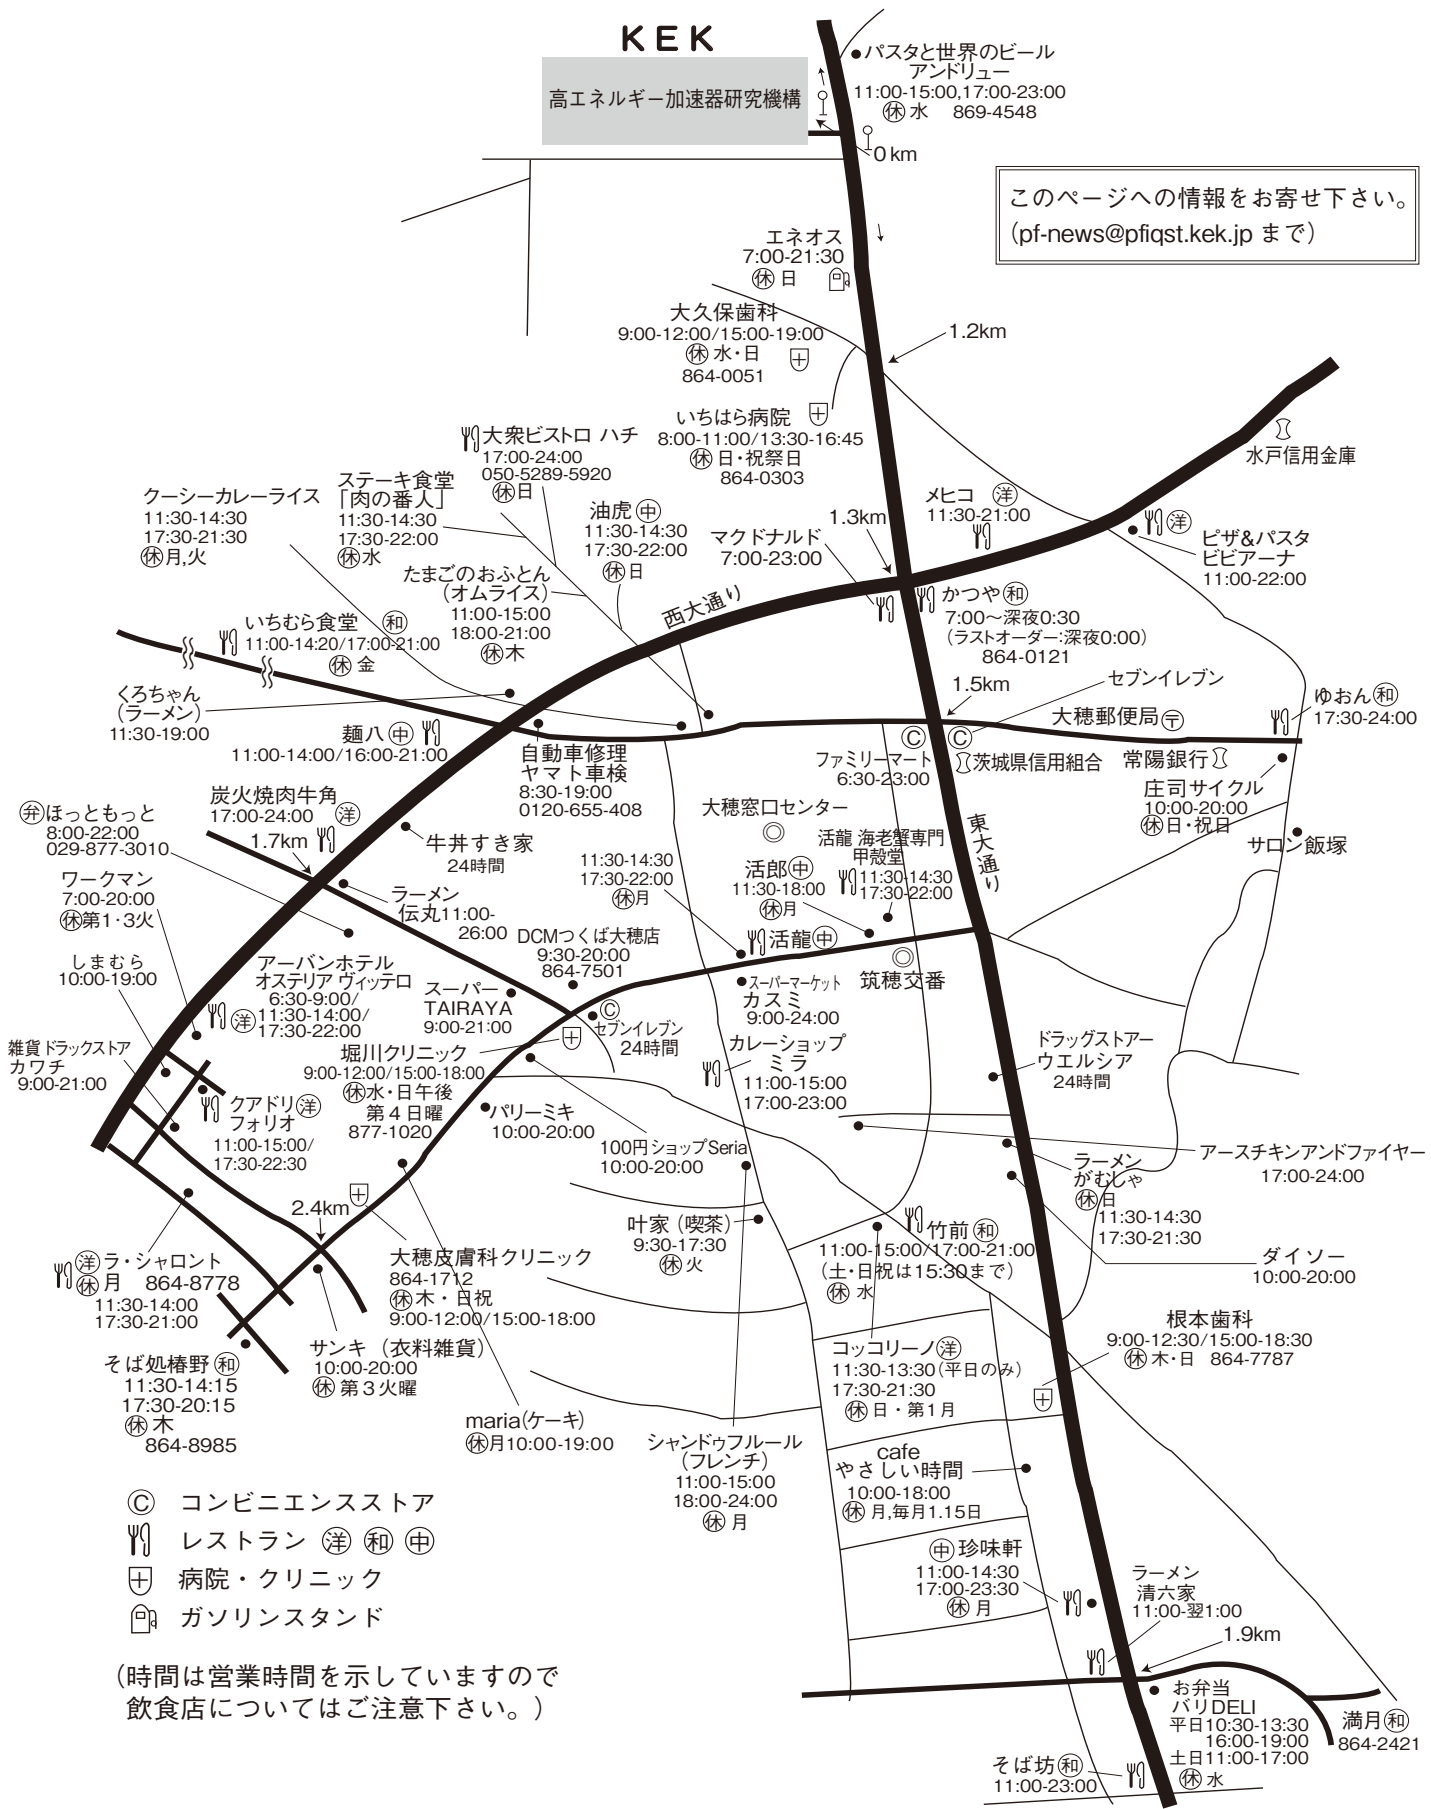 KEK
高エネルギー加速器研究機構
パスタと世界のビール
アンドリュー
11:00-15:00,17:00-23:00
休 水 869-4548
0 km
このページへの情報をお寄せ下さい。
(pf-news@pfiqst.kek.jp まで)
エネオス
7:00-21:30
休 日
大久保歯科
9:00-12:00/15:00-19:00
休 水・日
864-0051
1.2km
いちはら病院
8:00-11:00/13:30-16:45
休 日・祝祭日
864-0303
水戸信用金庫
大衆ビストロ ハチ
17:00-24:00
050-5289-5920
休日
ステーキ食堂
「肉の番人」
11:30-14:30
17:30-22:00
休水
クーシーカレーライス
11:30-14:30
17:30-21:30
休月,火
油虎 中
11:30-14:30
17:30-22:00
休日
マクドナルド
7:00-23:00
1.3km
メヒコ 洋
11:30-21:00
洋
ピザ&パスタ
ビビアーナ
11:00-22:00
たまごのおふとん
(オムライス)
11:00-15:00
18:00-21:00
休木
西大通り
かつや 和
7:00～深夜0:30
(ラストオーダー:深夜0:00)
864-0121
いちむら食堂 和
11:00-14:20/17:00-21:00
休 金
くろちゃん
(ラーメン)
11:30-19:00
1.5km
セブンイレブン
大穂郵便局 〒
ゆおん 和
17:30-24:00
麺八 中
11:00-14:00/16:00-21:00
自動車修理
ヤマト車検
8:30-19:00
0120-655-408
C
C
ファミリーマート
6:30-23:00
茨城県信用組合
常陽銀行
庄司サイクル
10:00-20:00
休日・祝日
サロン飯塚
弁ほっともっと
8:00-22:00
029-877-3010
炭火焼肉牛角
17:00-24:00 洋
1.7km
牛丼すき家
24時間
大穂窓口センター
東大通り
活龍 海老蟹専門
甲殻堂
11:30-14:30
17:30-22:00
活郎 中
11:30-18:00
休月
11:30-14:30
17:30-22:00
休月
ワークマン
7:00-20:00
休第1・3火
ラーメン
伝丸11:00-
26:00
DCMつくば大穂店
9:30-20:00
864-7501
活龍 中
筑穂交番
しまむら
10:00-19:00
アーバンホテル
オステリア ヴィッテロ
6:30-9:00/
洋 11:30-14:00/
17:30-22:00
スーパー
TAIRAYA
9:00-21:00
スーパーマーケット
カスミ
9:00-24:00
C
セブンイレブン
24時間
雑貨 ドラックストア
カワチ
9:00-21:00
堀川クリニック
9:00-12:00/15:00-18:00
休水・日午後
第４日曜
877-1020
カレーショップ
ミラ
11:00-15:00
17:00-23:00
ドラッグストアー
ウエルシア
24時間
クアドリ 洋
フォリオ
11:00-15:00/
17:30-22:30
パリーミキ
10:00-20:00
100円ショップSeria
10:00-20:00
アースチキンアンドファイヤー
17:00-24:00
ラーメン
がむしゃ
休日
11:30-14:30
17:30-21:30
2.4km
叶家 (喫茶)
9:30-17:30
休 火
竹前 和
11:00-15:00/17:00-21:00
(土・日祝は15:30まで)
休 水
ダイソー
10:00-20:00
洋 ラ・シャロント
休月 864-8778
11:30-14:00
17:30-21:00
大穂皮膚科クリニック
864-1712
休 木・日祝
9:00-12:00/15:00-18:00
根本歯科
9:00-12:30/15:00-18:30
休 木・日 864-7787
そば処椿野 和
11:30-14:15
17:30-20:15
休 木
864-8985
サンキ (衣料雑貨)
10:00-20:00
休 第３火曜
コッコリーノ 洋
11:30-13:30(平日のみ)
17:30-21:30
休 日・第１月
maria(ケーキ)
休月10:00-19:00
シャンドゥフルール
(フレンチ)
11:00-15:00
18:00-24:00
休 月
cafe
やさしい時間
10:00-18:00
休 月,毎月1.15日
C コンビニエンスストア
レストラン 洋 和 中
病院・クリニック
ガソリンスタンド
(時間は営業時間を示していますので
飲食店についてはご注意下さい。)
中 珍味軒
11:00-14:30
17:00-23:30
休 月
ラーメン
清六家
11:00-翌1:00
1.9km
お弁当
バリDELI
平日10:30-13:30
16:00-19:00
土日11:00-17:00
休 水
満月 和
864-2421
そば坊 和
11:00-23:00